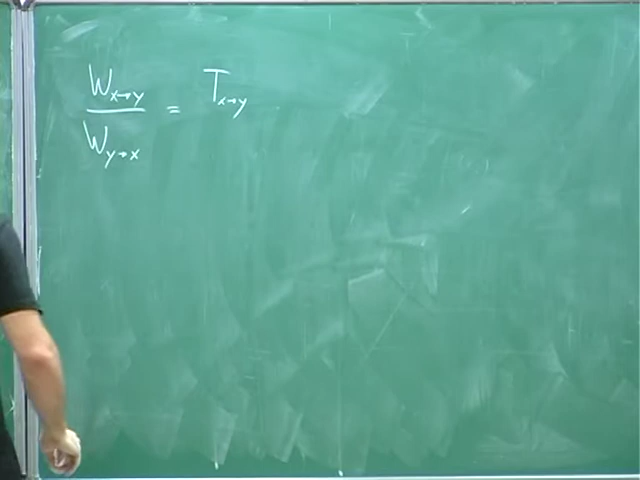 W_{x→y} / W_{y→x} = T_{x→y}